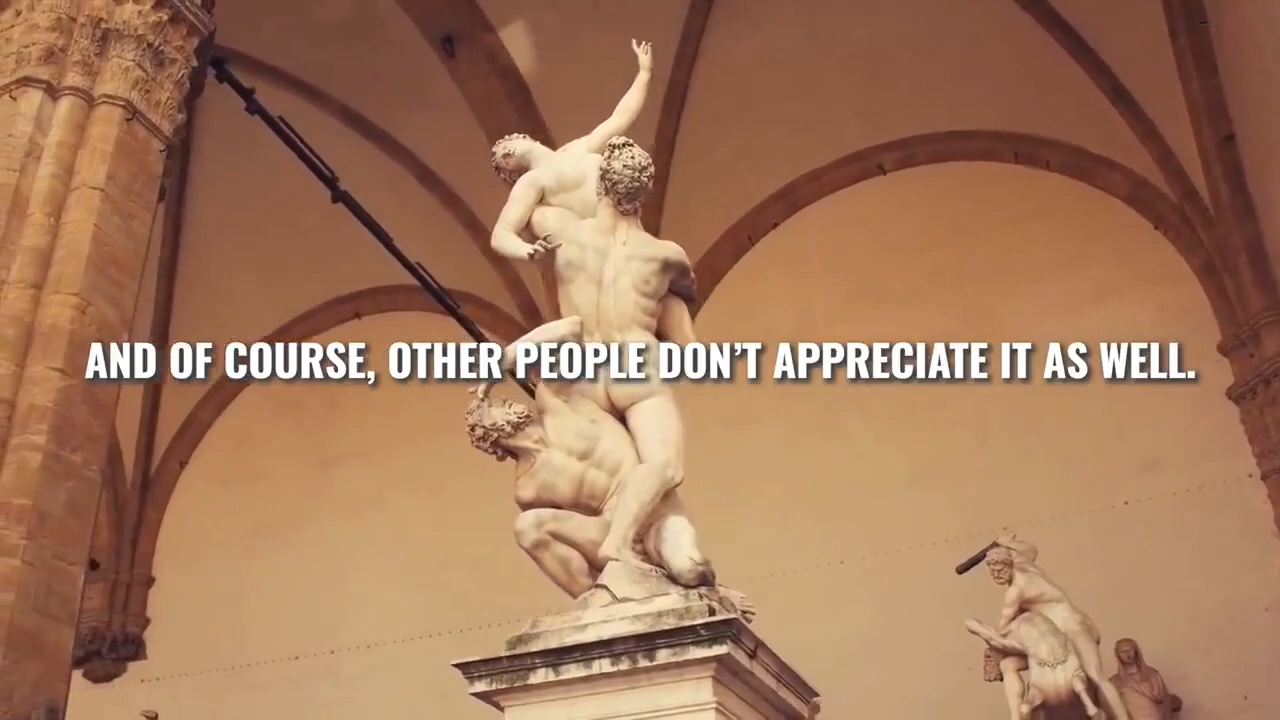 AND OF COURSE, OTHER PEOPLE DON’T APPRECIATE IT AS WELL.